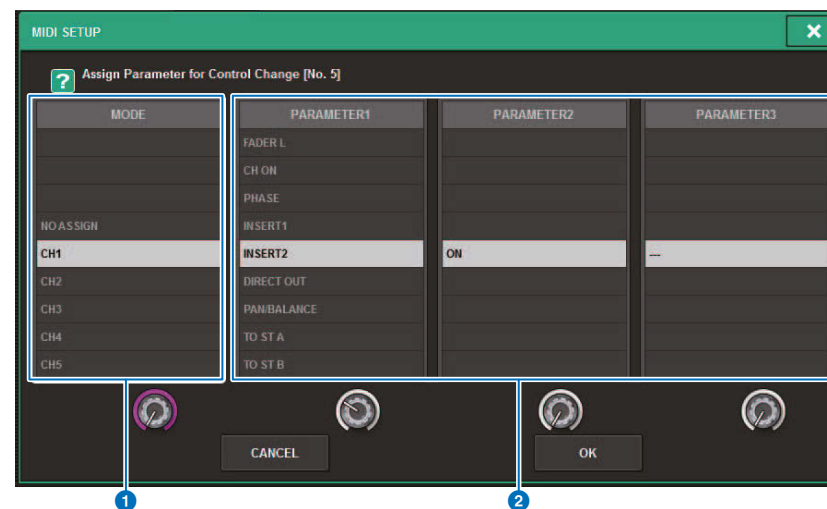 MIDI SETUP
?
Assign Parameter for Control Change [No. 5]
MODE PARAMETER1 PARAMETER2 PARAMETER3
FADER L
CH ON
PHASE
NO ASSIGN INSERT1
CH1 INSERT2 ON ---
CH2 DIRECT OUT
CH3 PAN/BALANCE
CH4 TO ST A
CH5 TO ST B
CANCEL OK
1 2